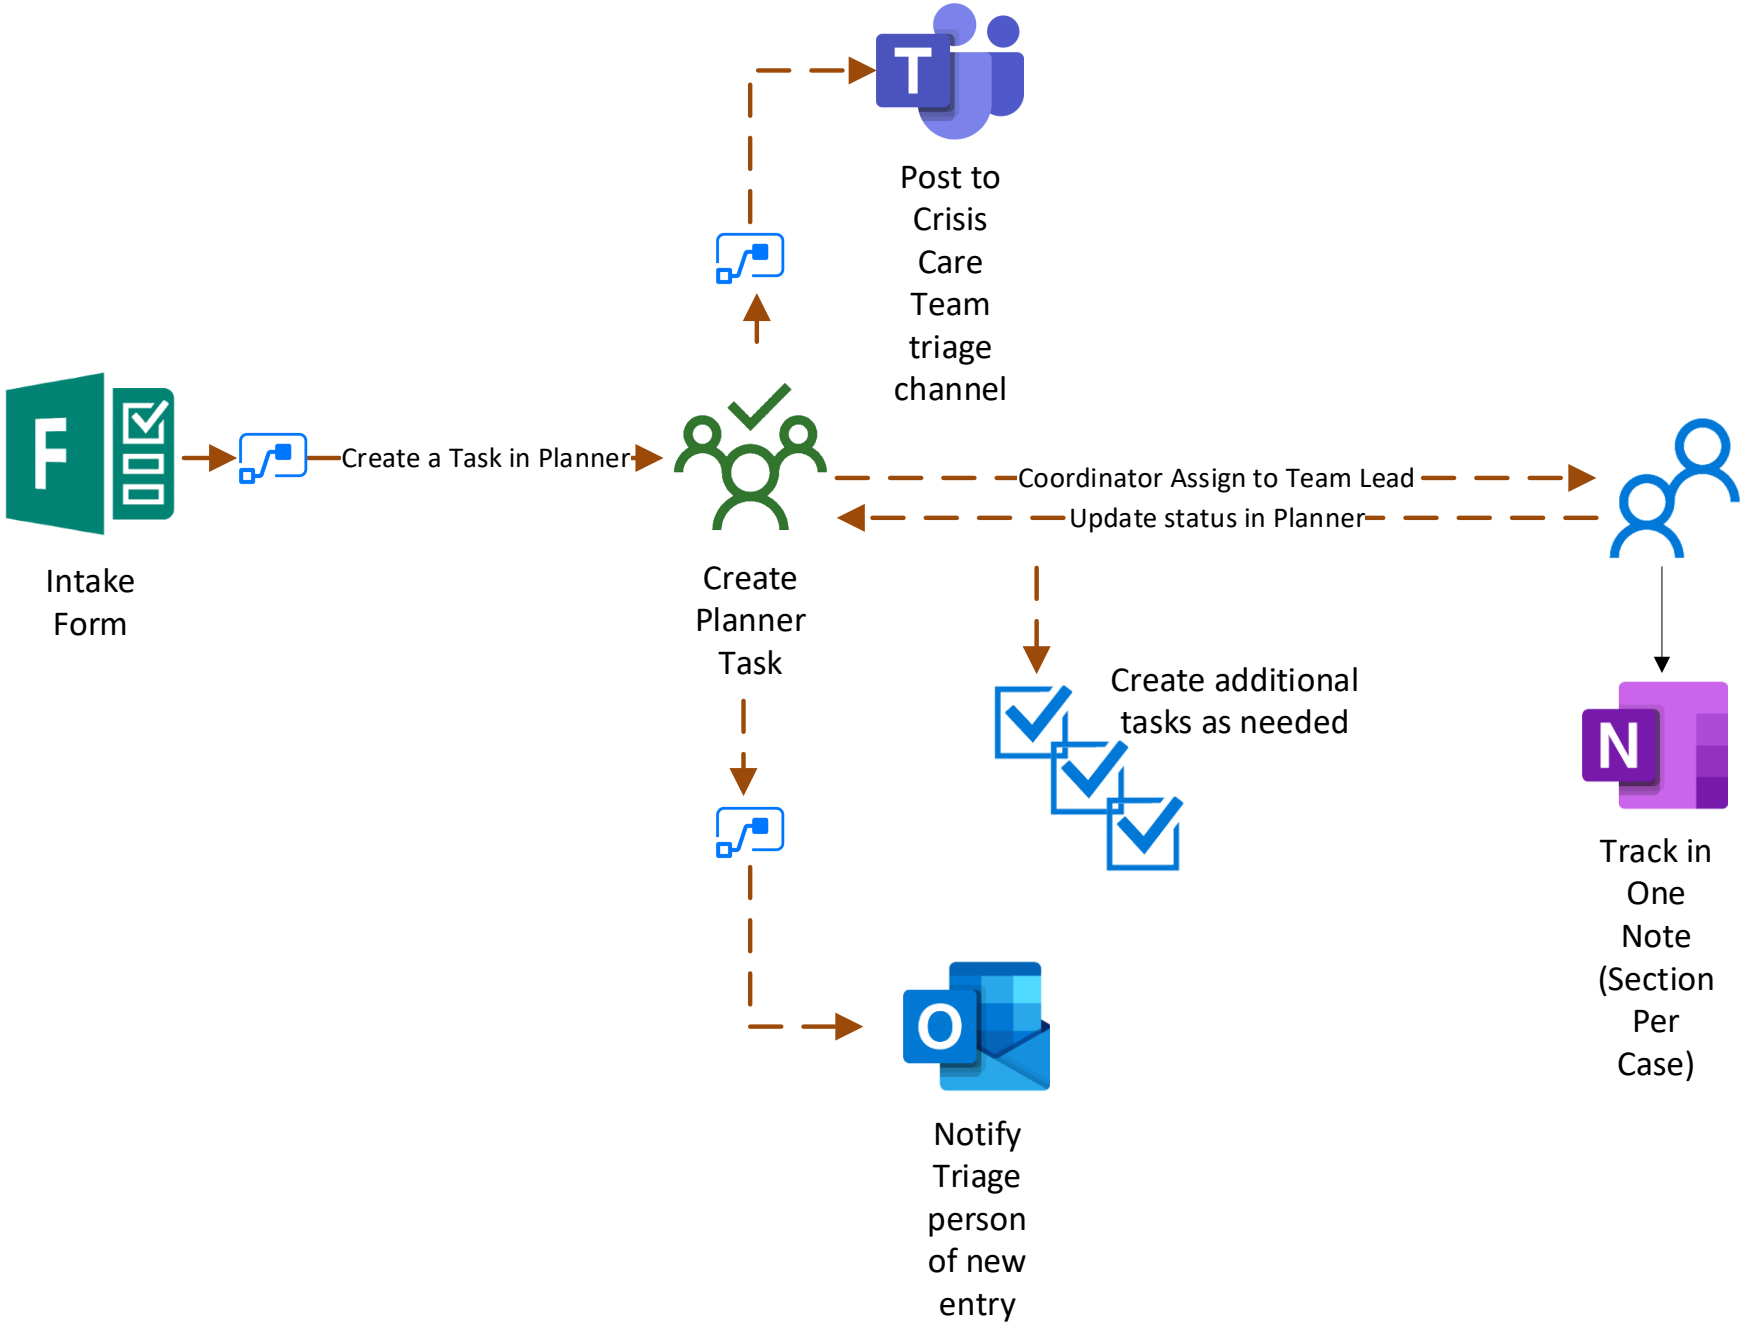 T
Post to
Crisis
Care
Team
triage
channel
F
Create a Task in Planner
Coordinator Assign to Team Lead
Update status in Planner
Intake
Form
Create
Planner
Task
Create additional
tasks as needed
N
Track in
One
Note
(Section
Per
Case)
O
Notify
Triage
person
of new
entry